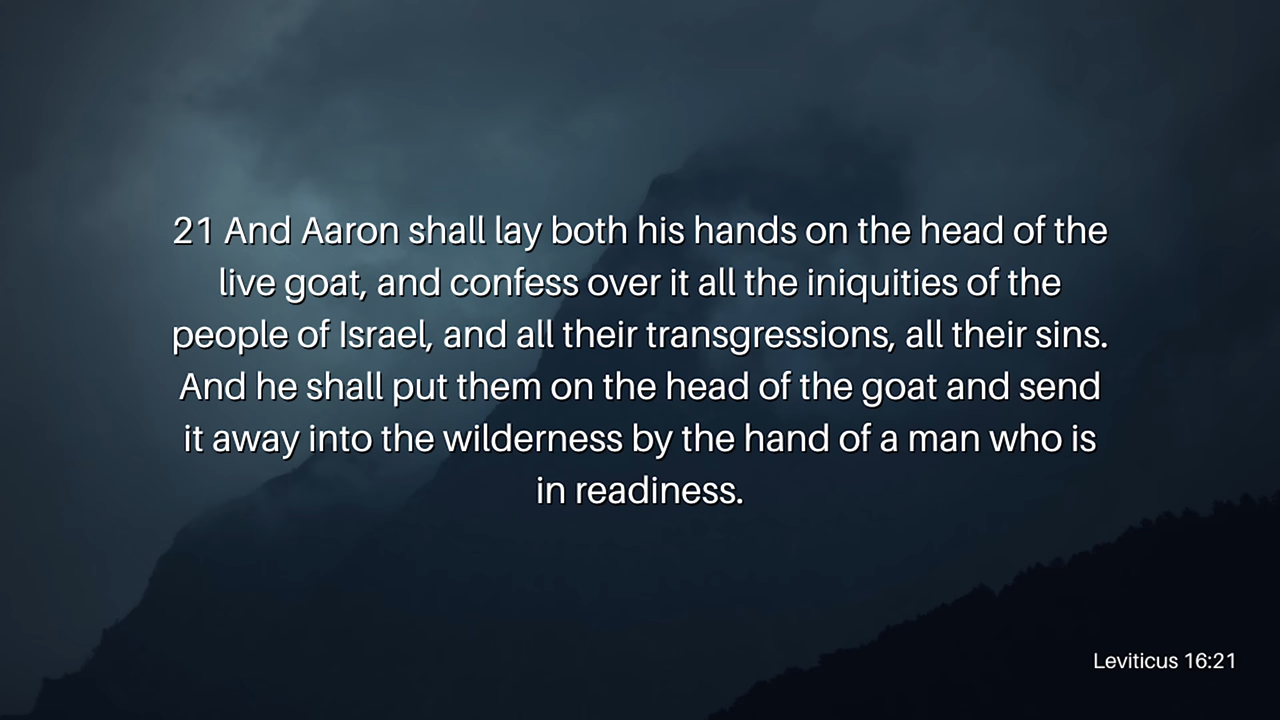 21 And Aaron shall lay both his hands on the head of the
live goat, and confess over it all the iniquities of the
people of Israel, and all their transgressions, all their sins.
And he shall put them on the head of the goat and send
it away into the wilderness by the hand of a man who is
in readiness.
Leviticus 16:21